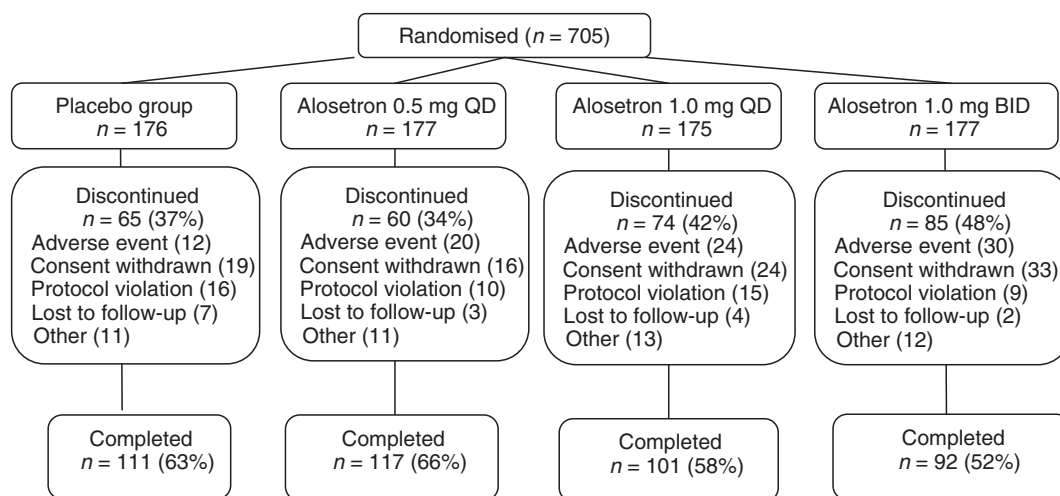 Randomised (n = 705)
Placebo group
n = 176
Alosetron 0.5 mg QD
n = 177
Alosetron 1.0 mg QD
n = 175
Alosetron 1.0 mg BID
n = 177
Discontinued
n = 65 (37%)
Adverse event (12)
Consent withdrawn (19)
Protocol violation (16)
Lost to follow-up (7)
Other (11)
Discontinued
n = 60 (34%)
Adverse event (20)
Consent withdrawn (16)
Protocol violation (10)
Lost to follow-up (3)
Other (11)
Discontinued
n = 74 (42%)
Adverse event (24)
Consent withdrawn (24)
Protocol violation (15)
Lost to follow-up (4)
Other (13)
Discontinued
n = 85 (48%)
Adverse event (30)
Consent withdrawn (33)
Protocol violation (9)
Lost to follow-up (2)
Other (12)
Completed
n = 111 (63%)
Completed
n = 117 (66%)
Completed
n = 101 (58%)
Completed
n = 92 (52%)